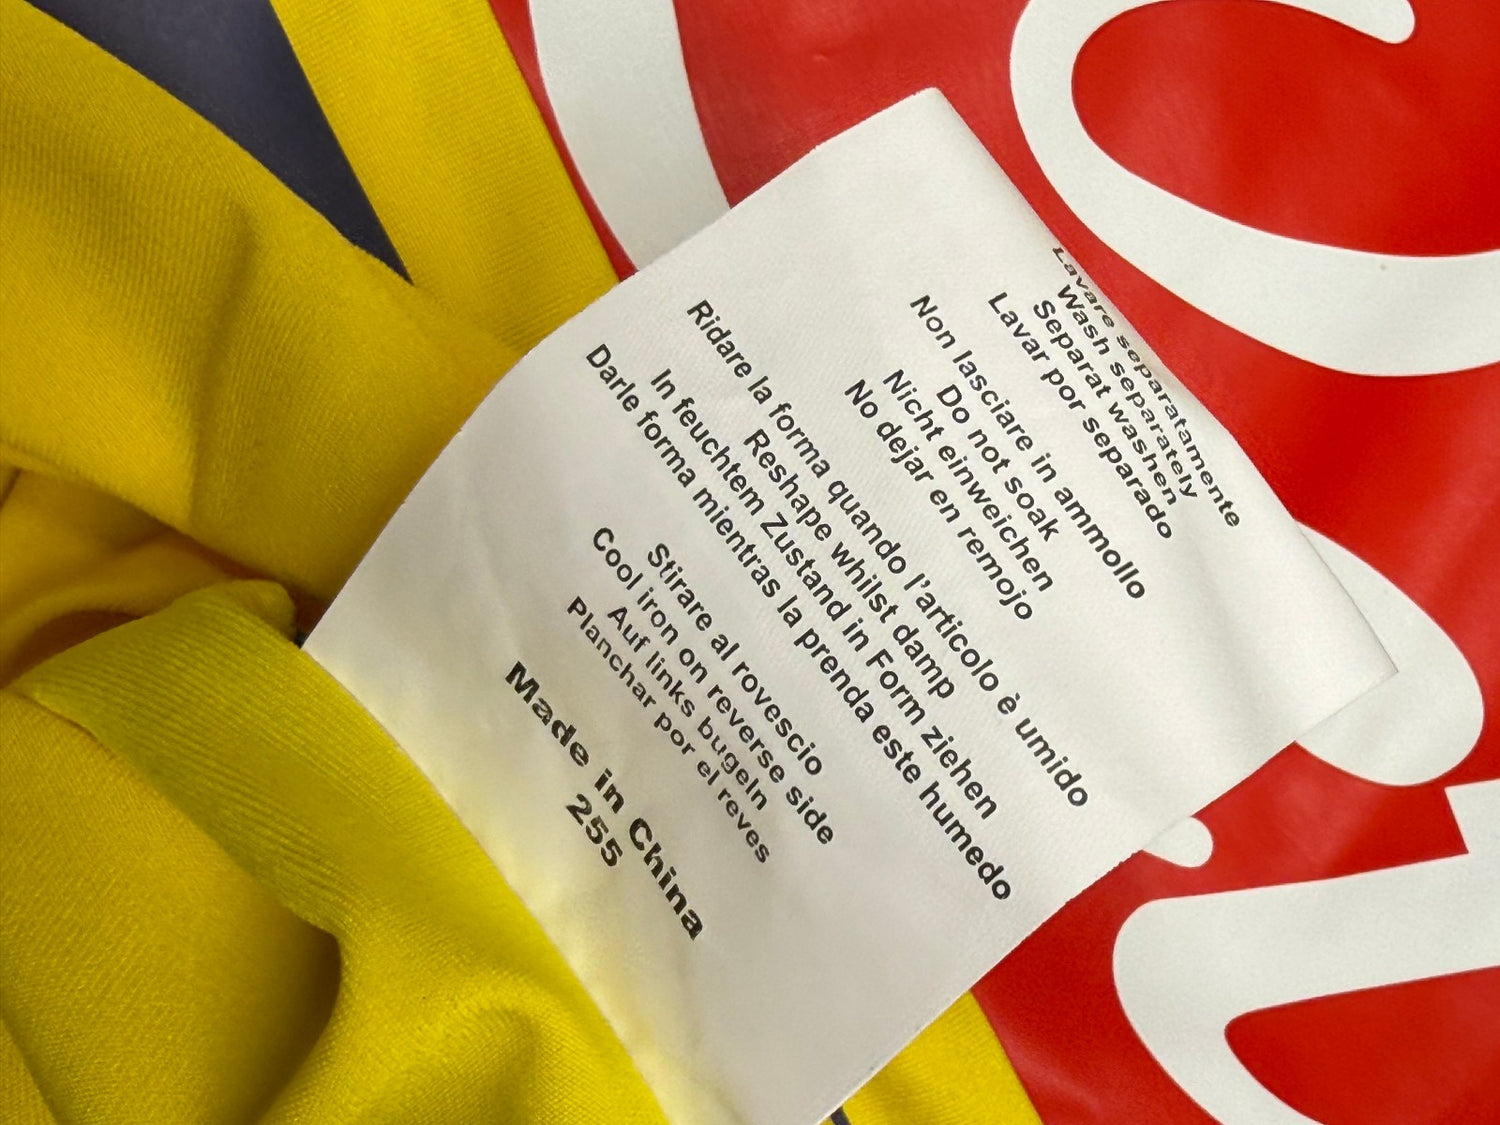 Lavare separatamente
Wash separately
Separat washen
Lavar por separado
Non lasciare in ammollo
Do not soak
Nicht einweichen
No dejar en remojo
Ridare la forma quando l'articolo è umido
Reshape whilst damp
In feuchtem Zustand in Form ziehen
Darle forma mientras la prenda este humedo
Stirare al rovescio
Cool iron on reverse side
Auf links bugeln
Planchar por el reves
Made in China
255